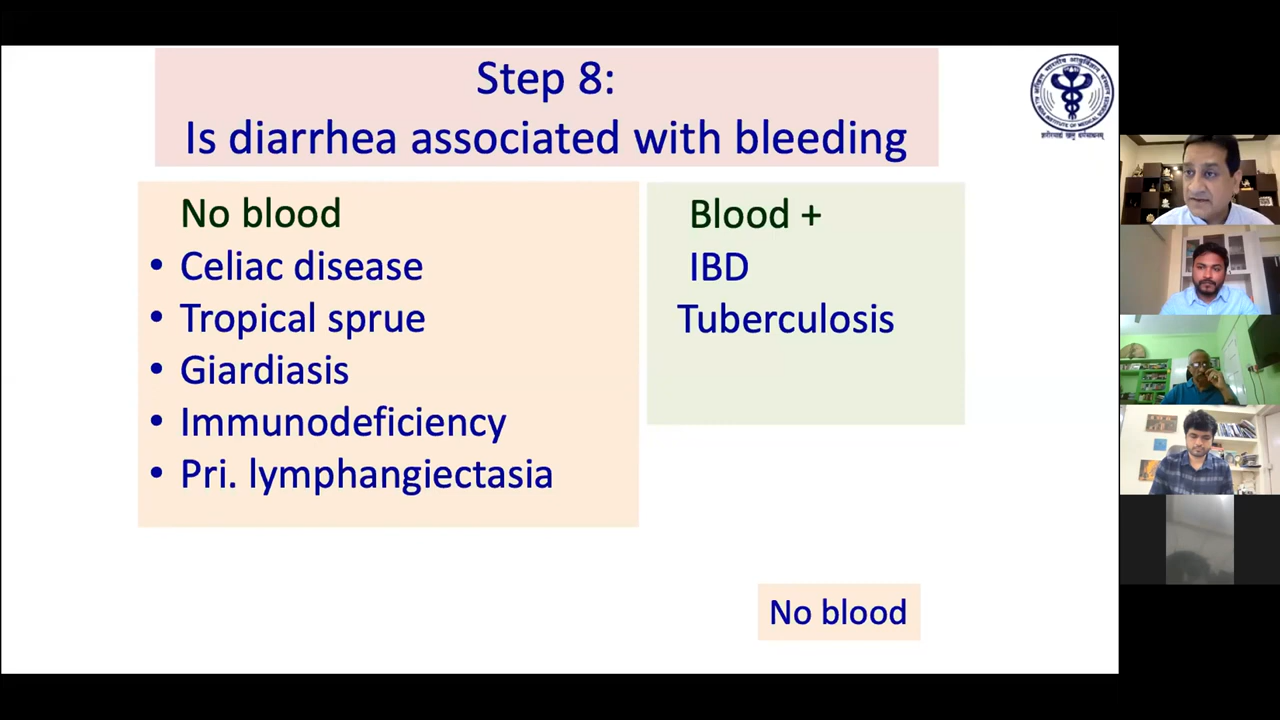 Step 8:
Is diarrhea associated with bleeding
No blood
• Celiac disease
• Tropical sprue
• Giardiasis
• Immunodeficiency
• Pri. lymphangiectasia
Blood +
IBD
Tuberculosis
No blood